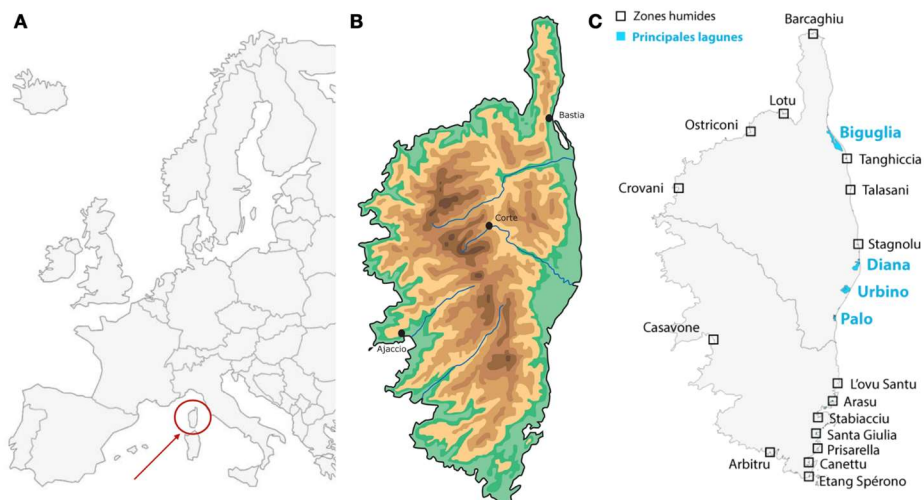 A
B
Bastia
Corte
Ajaccio
C
Zones humides
Principales lagunes
Barcaghiu
Lotu
Ostriconi
Biguglia
Tanghiccia
Crovani
Talasani
Stagnolu
Diana
Urbino
Palo
Casavone
L'ovu Santu
Arasu
Stabiacciu
Santa Giulia
Prisarella
Arbitru
Canettu
Etang Spérono